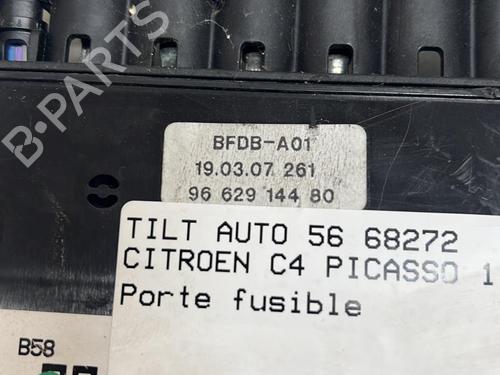 BFDB-A01
19.03.07 261
96 629 144 80
TILT AUTO 56 68272
CITROEN C4 PICASSO 1
Porte fusible
B58
B-PARTS